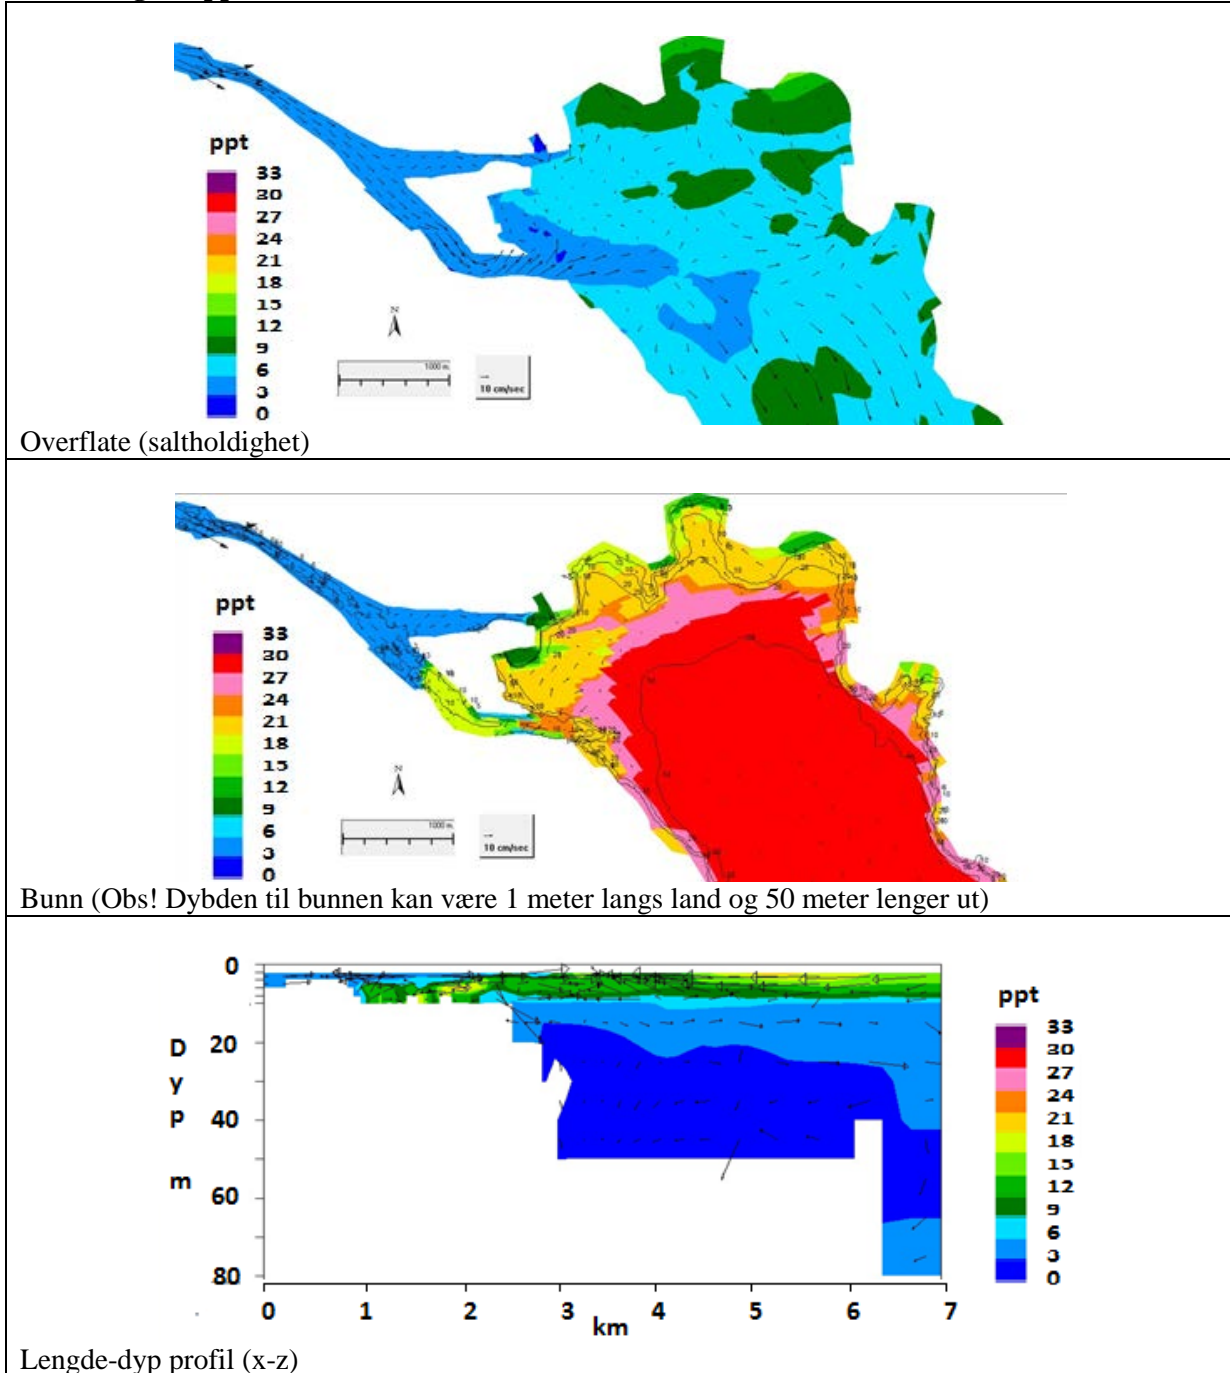 ppt
33
30
27
24
21
18
15
12
9
6
3
0
N
1000 m.
10 cm/sec
Overflate (saltholdighet)
ppt
33
30
27
24
21
18
15
12
9
6
3
0
N
1000 m.
10 cm/sec
Bunn (Obs! Dybden til bunnen kan være 1 meter langs land og 50 meter lenger ut)
0
20
40
60
80
D
y
p
m
0 1 2 3 4 5 6 7
km
ppt
33
30
27
24
21
18
15
12
9
6
3
0
Lengde-dyp profil (x-z)